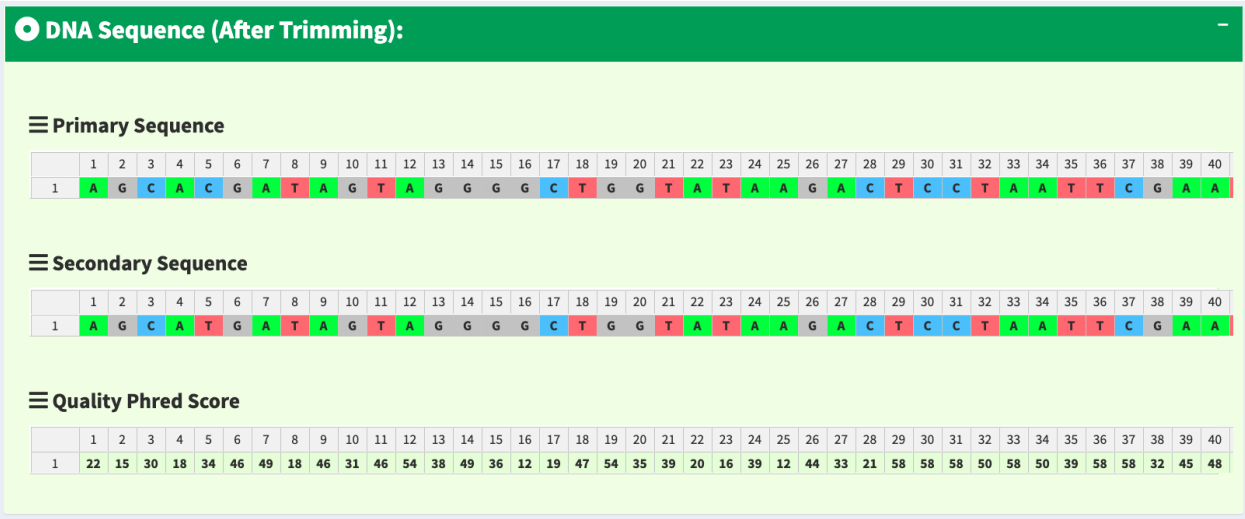 DNA Sequence (After Trimming):
Primary Sequence
1 2 3 4 5 6 7 8 9 10 11 12 13 14 15 16 17 18 19 20 21 22 23 24 25 26 27 28 29 30 31 32 33 34 35 36 37 38 39 40
1 A G C A C G A T A G T A G G G G C T G G T A T A A G A C T C C T A A T T C G A A
Secondary Sequence
1 2 3 4 5 6 7 8 9 10 11 12 13 14 15 16 17 18 19 20 21 22 23 24 25 26 27 28 29 30 31 32 33 34 35 36 37 38 39 40
1 A G C A T G A T A G T A G G G G C T G G T A T A A G A C T C C T A A T T C G A A
Quality Phred Score
1 2 3 4 5 6 7 8 9 10 11 12 13 14 15 16 17 18 19 20 21 22 23 24 25 26 27 28 29 30 31 32 33 34 35 36 37 38 39 40
1 22 15 30 18 34 46 49 18 46 31 46 54 38 49 36 12 19 47 54 35 39 20 16 39 12 44 33 21 58 58 58 50 58 50 39 58 58 32 45 48